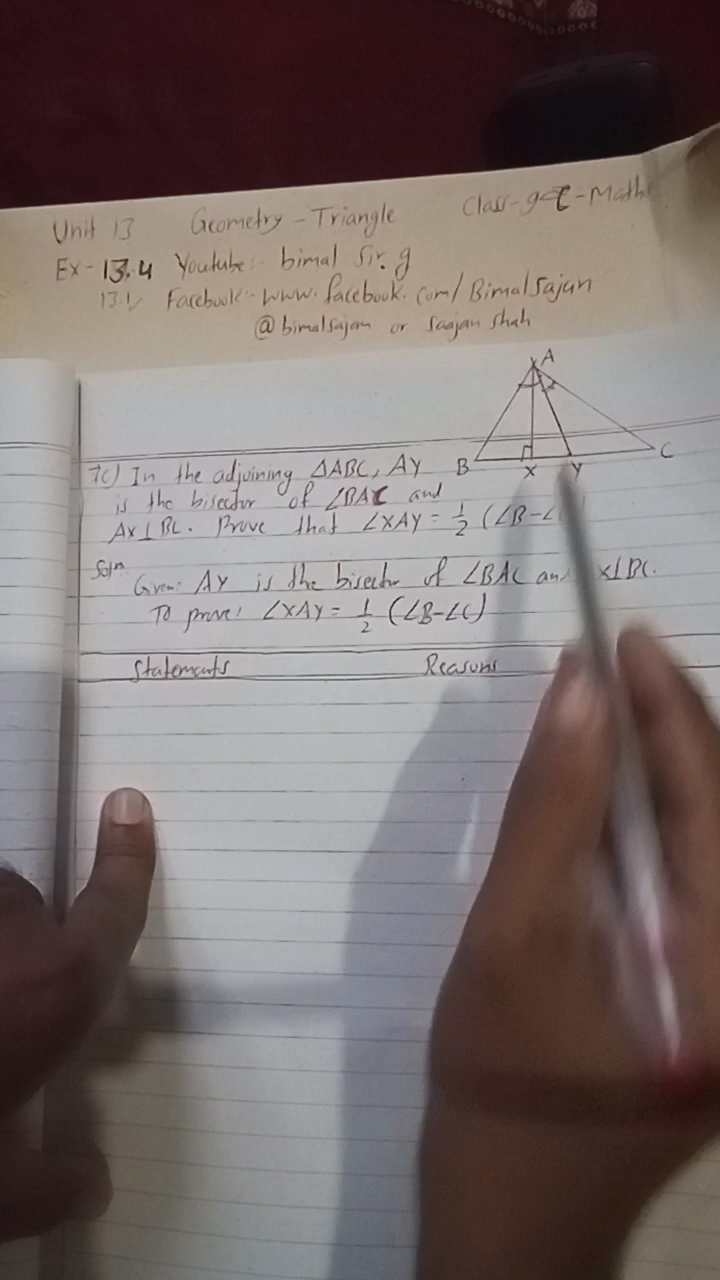 Unit 13 Geometry - Triangle Class-9 Maths
Ex-13.4 Youtube:- bimal sir. g
13.1 Facebook:- www.facebook.com/Bimalsajan
@bimalsajan or saajan shah
A
B X Y C
7c) In the adjoining ΔABC, AY
is the bisector of ∠BAC and
AX⊥BC. Prove that ∠XAY = 1/2 (∠B-∠
Soln
Given: AY is the bisector of ∠BAC and X⊥BC.
To prove: ∠XAY = 1/2 (∠B-∠C)
Statements Reasons